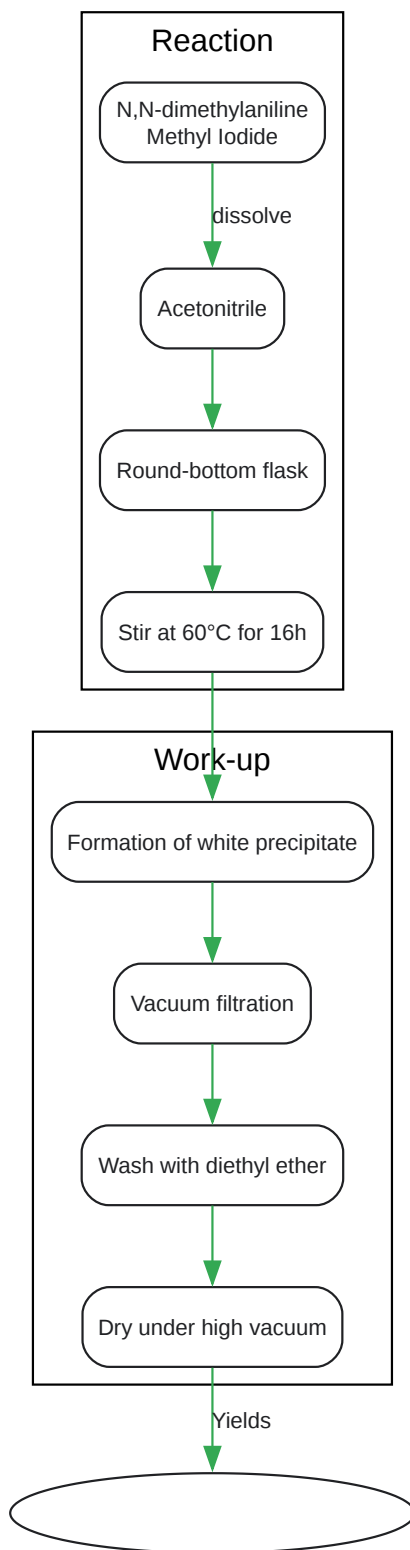 Reaction
N,N-dimethylaniline
Methyl Iodide
dissolve
Acetonitrile
Round-bottom flask
Stir at 60°C for 16h
Work-up
Formation of white precipitate
Vacuum filtration
Wash with diethyl ether
Dry under high vacuum
Yields